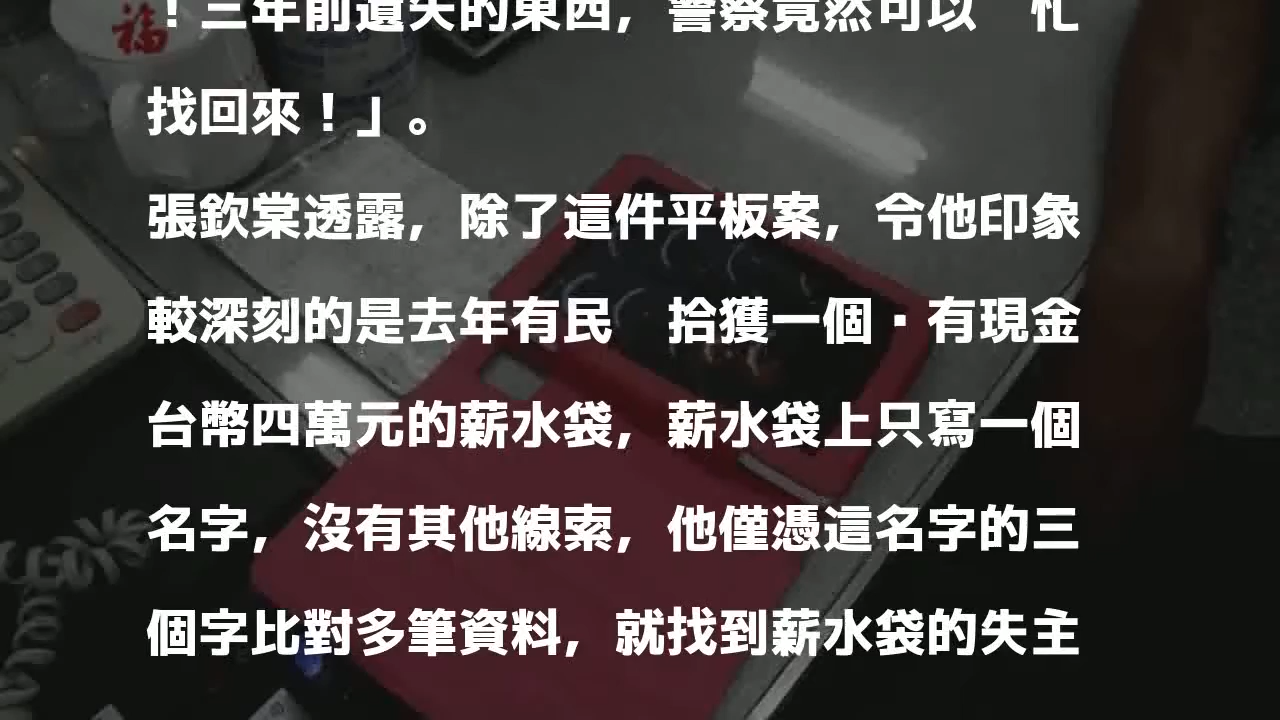 ！三年前遺失的東西，警察竟然可以　忙
找回來！」。
張欽棠透露，除了這件平板案，令他印象
較深刻的是去年有民　拾獲一個▪有現金
台幣四萬元的薪水袋，薪水袋上只寫一個
名字，沒有其他線索，他僅憑這名字的三
個字比對多筆資料，就找到薪水袋的失主
福